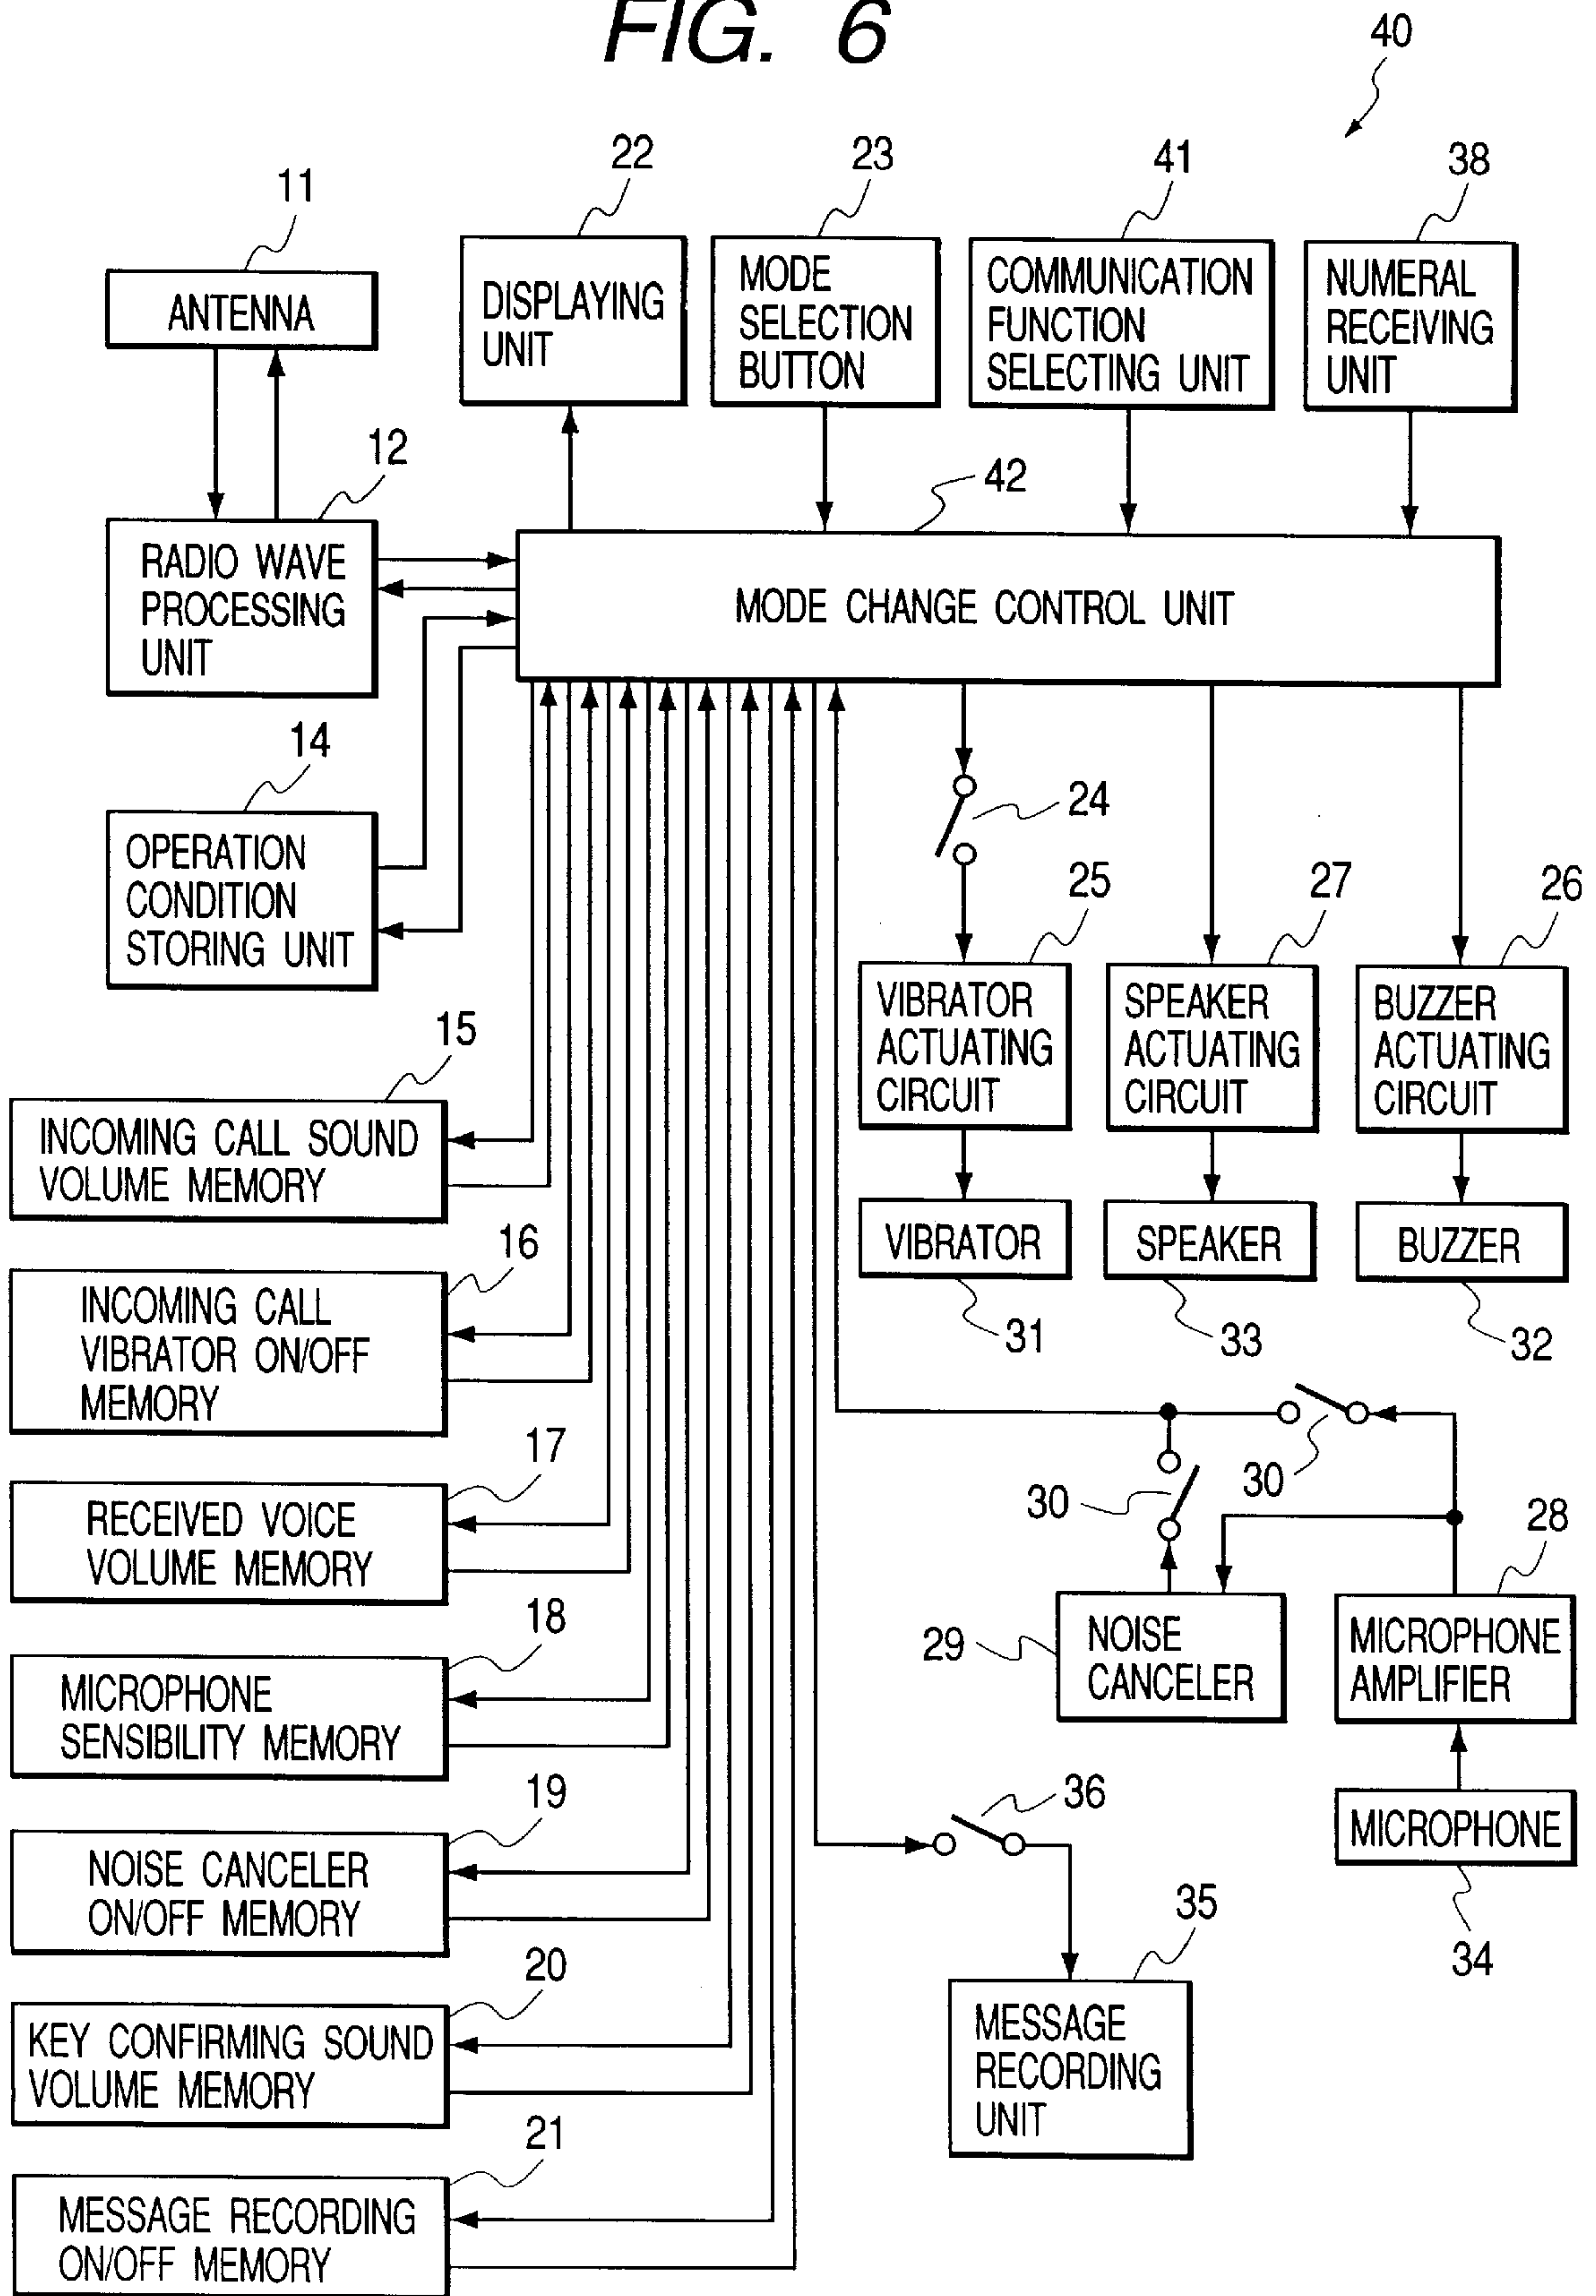 FIG. 6
40
11
22
23
41
38
ANTENNA
DISPLAYING
UNIT
MODE
SELECTION
BUTTON
COMMUNICATION
FUNCTION
SELECTING UNIT
NUMERAL
RECEIVING
UNIT
12
42
RADIO WAVE
PROCESSING
UNIT
MODE CHANGE CONTROL UNIT
14
OPERATION
CONDITION
STORING UNIT
24
25
27
26
VIBRATOR
ACTUATING
CIRCUIT
SPEAKER
ACTUATING
CIRCUIT
BUZZER
ACTUATING
CIRCUIT
15
INCOMING CALL SOUND
VOLUME MEMORY
VIBRATOR
SPEAKER
BUZZER
31
33
32
16
INCOMING CALL
VIBRATOR ON/OFF
MEMORY
17
RECEIVED VOICE
VOLUME MEMORY
30
30
28
29
NOISE
CANCELER
MICROPHONE
AMPLIFIER
18
MICROPHONE
SENSIBILITY MEMORY
36
MICROPHONE
34
19
NOISE CANCELER
ON/OFF MEMORY
35
MESSAGE
RECORDING
UNIT
20
KEY CONFIRMING SOUND
VOLUME MEMORY
21
MESSAGE RECORDING
ON/OFF MEMORY